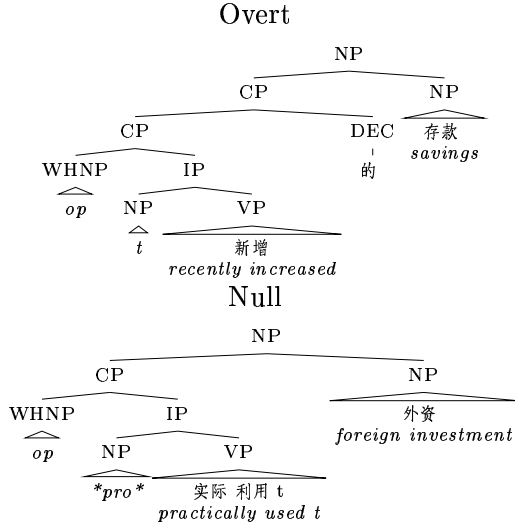 Overt
NP
CP NP
CP DEC 存款
savings
WHNP IP 的
op NP VP
t 新增
recently increased
Null
NP
CP NP
WHNP IP 外资
foreign investment
op NP VP
*pro* 实际 利用 t
practically used t